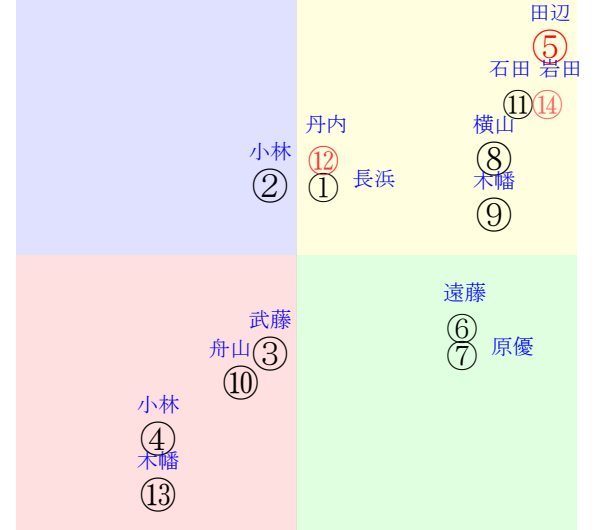 田辺
⑤
石田 岩田
⑪⑭
丹内
横山
小林
⑫
⑧
②
①
長浜
木幡
⑨
遠藤
武藤
⑥
舟山
③
⑦
原優
⑩
小林
④
木幡
⑬